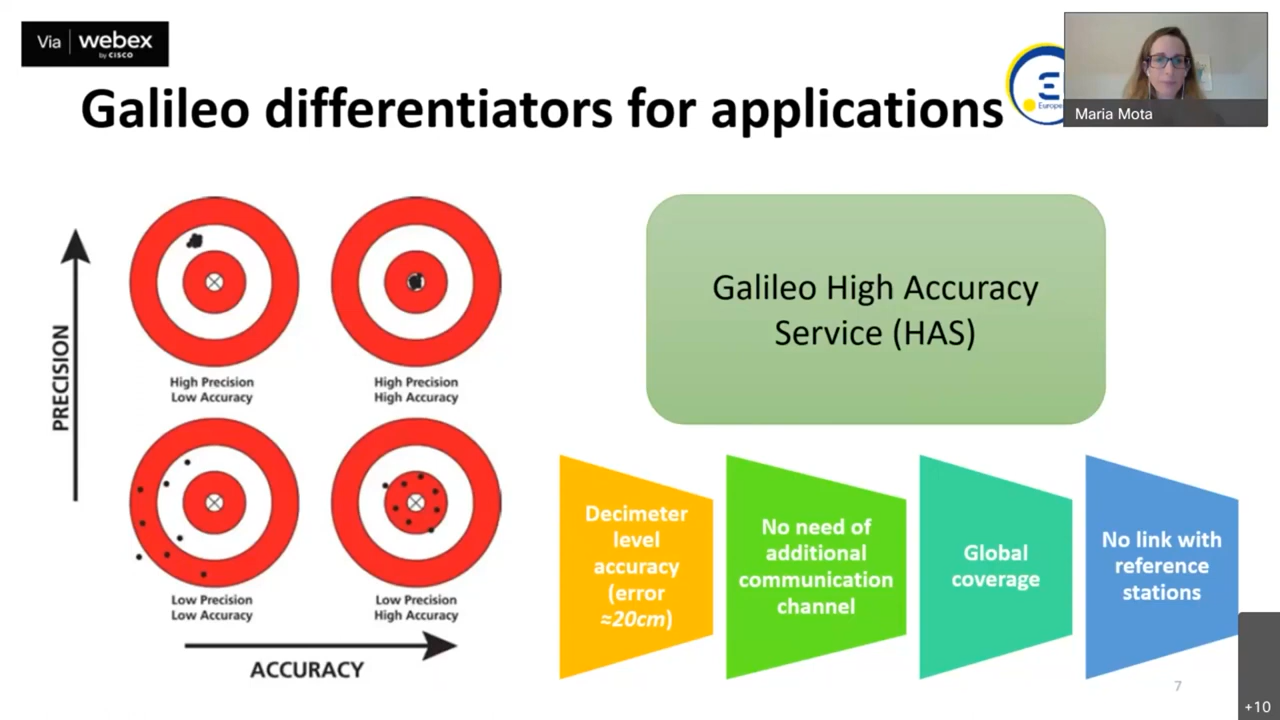 Via webex
by CISCO
Galileo differentiators for applications
Europe
Maria Mota
PRECISION
High Precision
Low Accuracy
High Precision
High Accuracy
Low Precision
Low Accuracy
Low Precision
High Accuracy
ACCURACY
Galileo High Accuracy
Service (HAS)
Decimeter
level
accuracy
(error
≈20cm)
No need of
additional
communication
channel
Global
coverage
No link with
reference
stations
7
+10